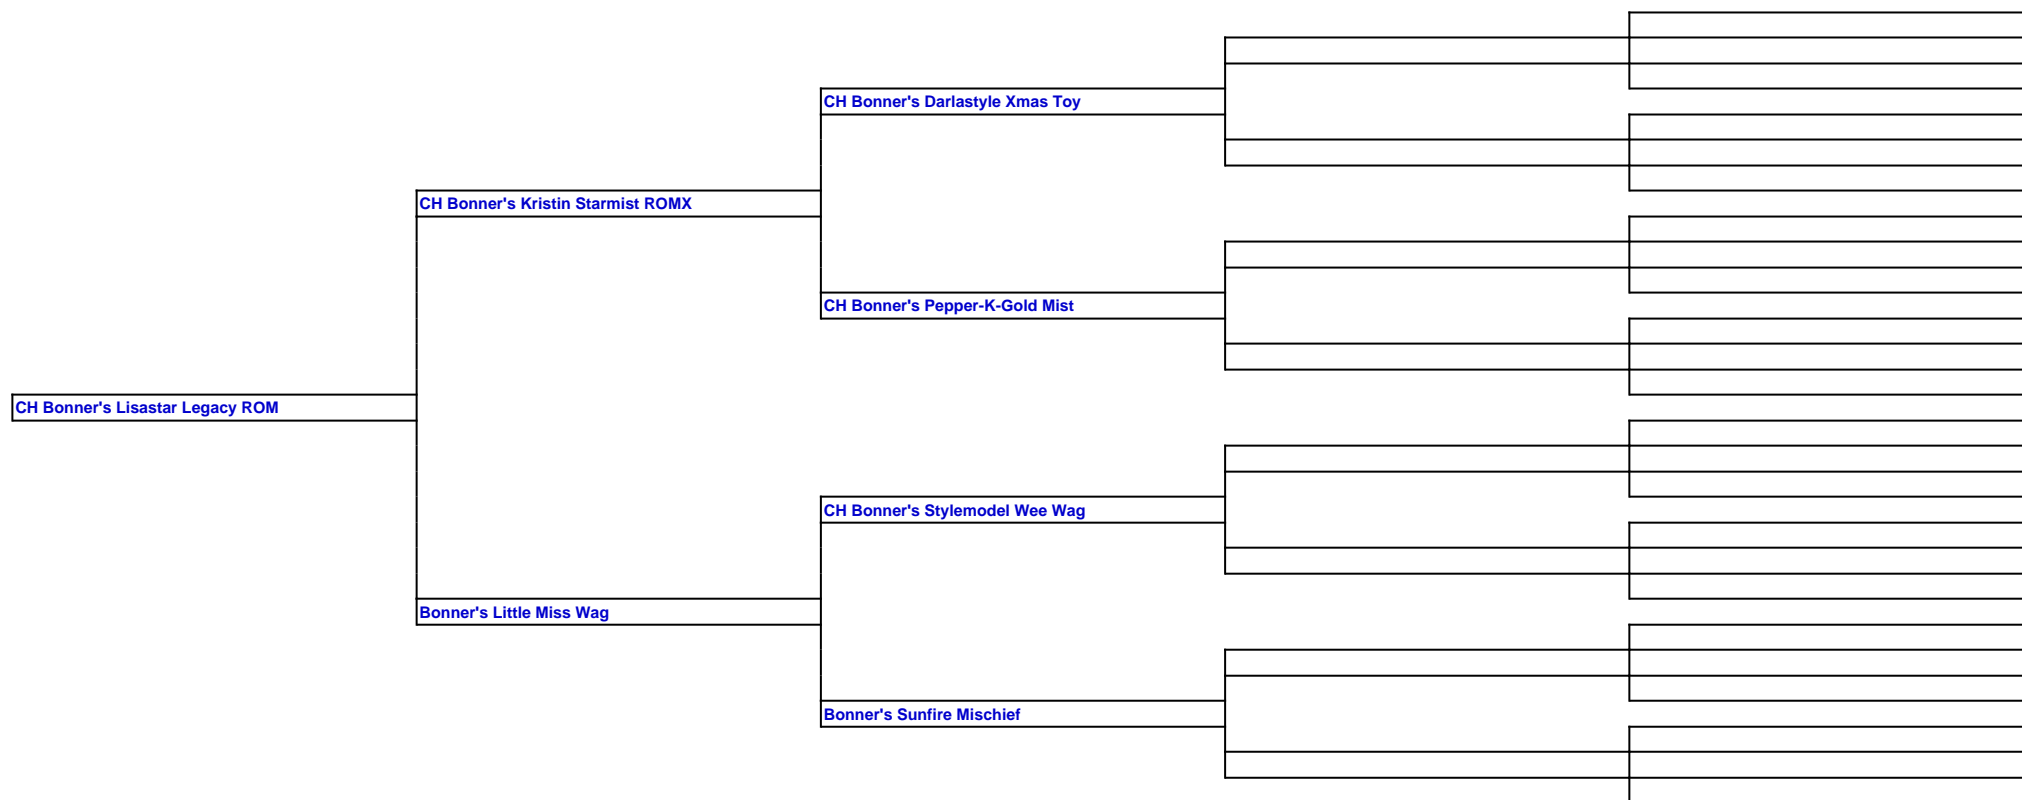 CH Bonner's Darlastyle Xmas Toy
CH Bonner's Kristin Starmist ROMX
CH Bonner's Pepper-K-Gold Mist
CH Bonner's Lisastar Legacy ROM
CH Bonner's Stylemodel Wee Wag
Bonner's Little Miss Wag
Bonner's Sunfire Mischief